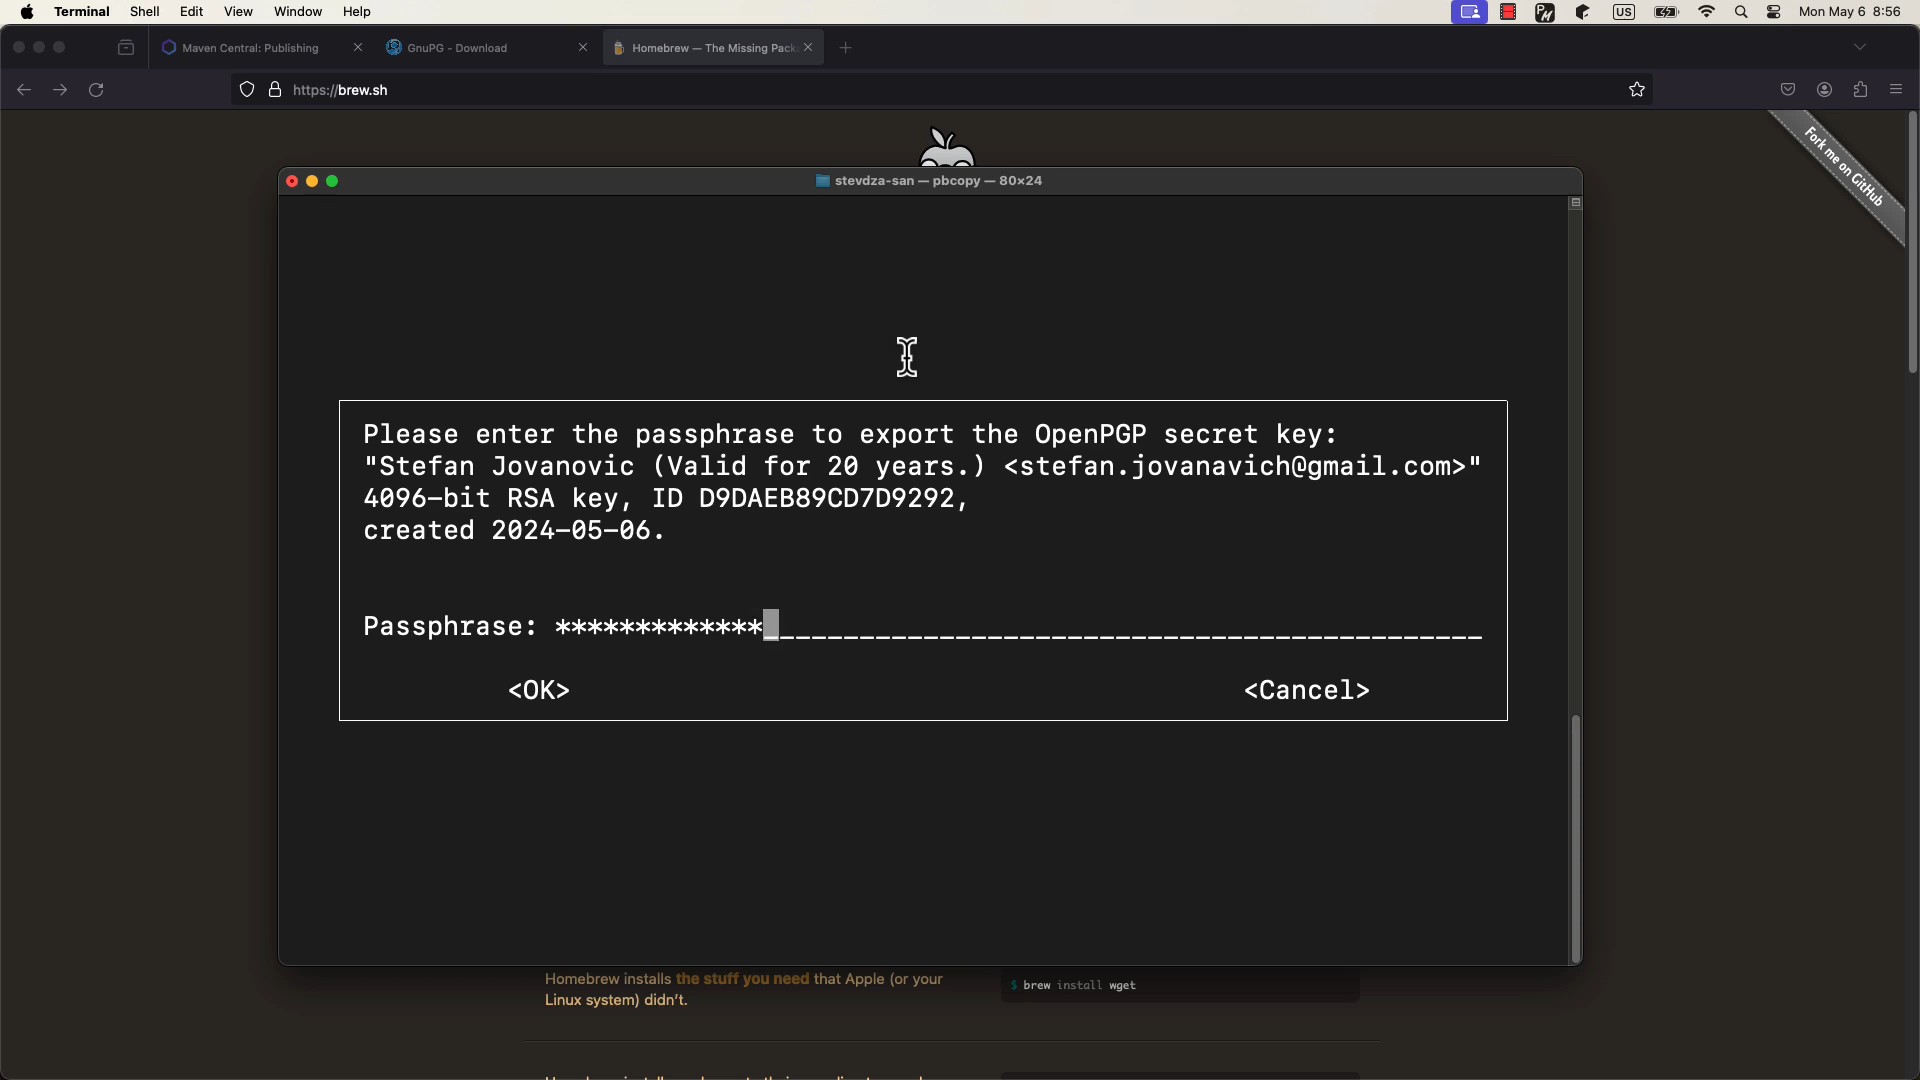 Terminal Shell Edit View Window Help
US
Mon May 6 8:56
Maven Central: Publishing
GnuPG - Download
Homebrew — The Missing Pack
https://brew.sh
Fork me on GitHub
stevdza-san — pbcopy — 80×24
Please enter the passphrase to export the OpenPGP secret key:
"Stefan Jovanovic (Valid for 20 years.) <stefan.jovanavich@gmail.com>"
4096-bit RSA key, ID D9DAEB89CD7D9292,
created 2024-05-06.
Passphrase: *************____________________________________________
<OK> <Cancel>
Homebrew installs the stuff you need that Apple (or your
Linux system) didn't.
$ brew install wget